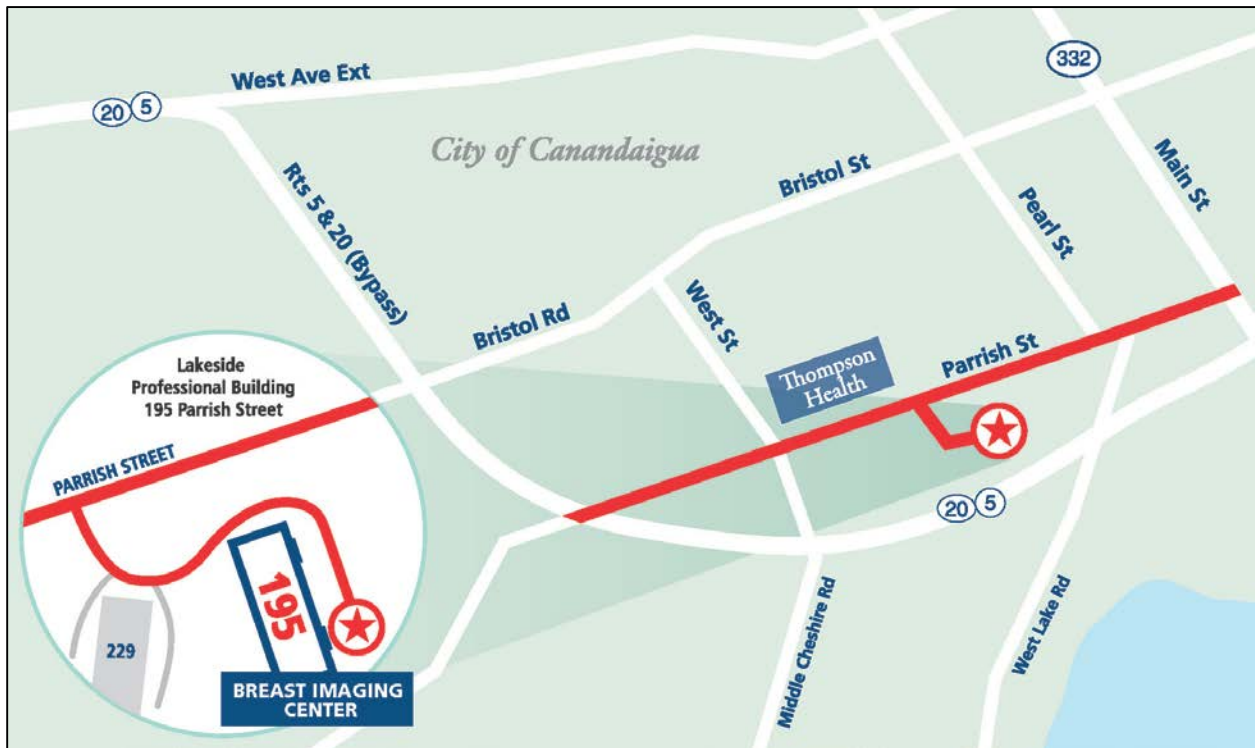 West Ave Ext
332
20 5
City of Canandaigua
Bristol St
Main St
Pearl St
Rts 5 & 20 (Bypass)
Bristol Rd
West St
Thompson
Health
Parrish St
Lakeside
Professional Building
195 Parrish Street
PARRISH STREET
195
229
BREAST IMAGING
CENTER
20 5
Middle Cheshire Rd
West Lake Rd